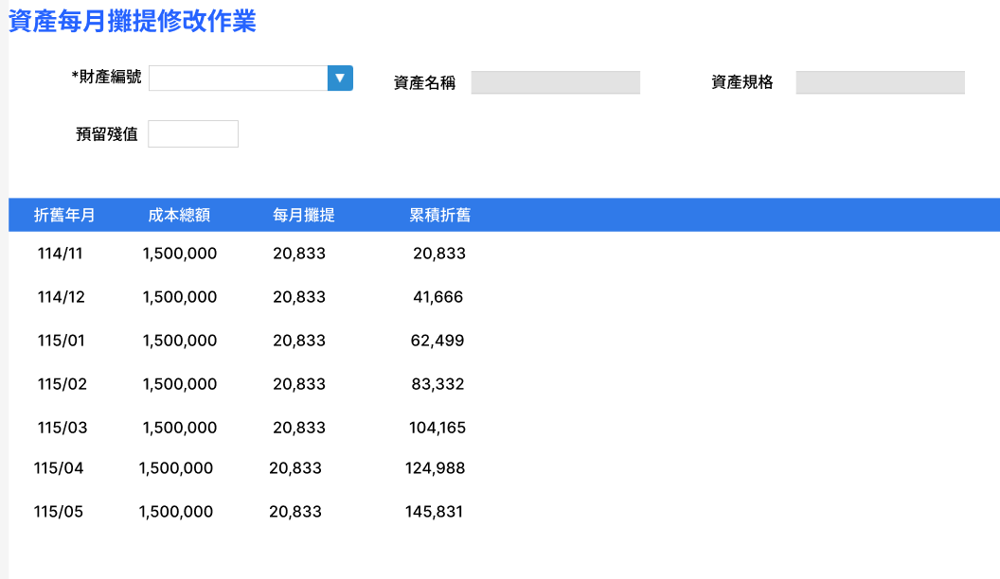 資產每月攤提修改作業
*財產編號 ▼ 資產名稱 資產規格
預留殘值
折舊年月 成本總額 每月攤提 累積折舊
114/11 1,500,000 20,833 20,833
114/12 1,500,000 20,833 41,666
115/01 1,500,000 20,833 62,499
115/02 1,500,000 20,833 83,332
115/03 1,500,000 20,833 104,165
115/04 1,500,000 20,833 124,988
115/05 1,500,000 20,833 145,831